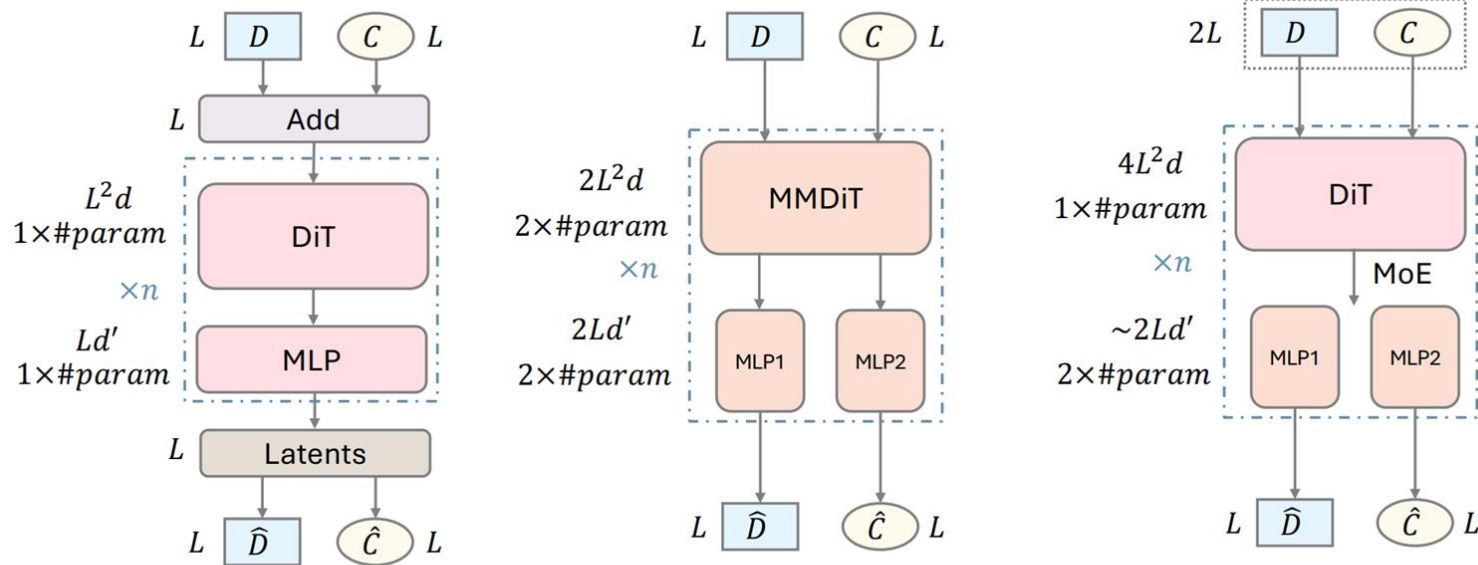 L D C L
L Add
L²d
1×#param
DiT
×n
Ld′
1×#param
MLP
L Latents
L D̂ Ĉ L
L D C L
2L²d
2×#param
MMDiT
×n
2Ld′
2×#param
MLP1 MLP2
L D̂ Ĉ L
2L D C
4L²d
1×#param
DiT
×n
MoE
~2Ld′
2×#param
MLP1 MLP2
L D̂ Ĉ L